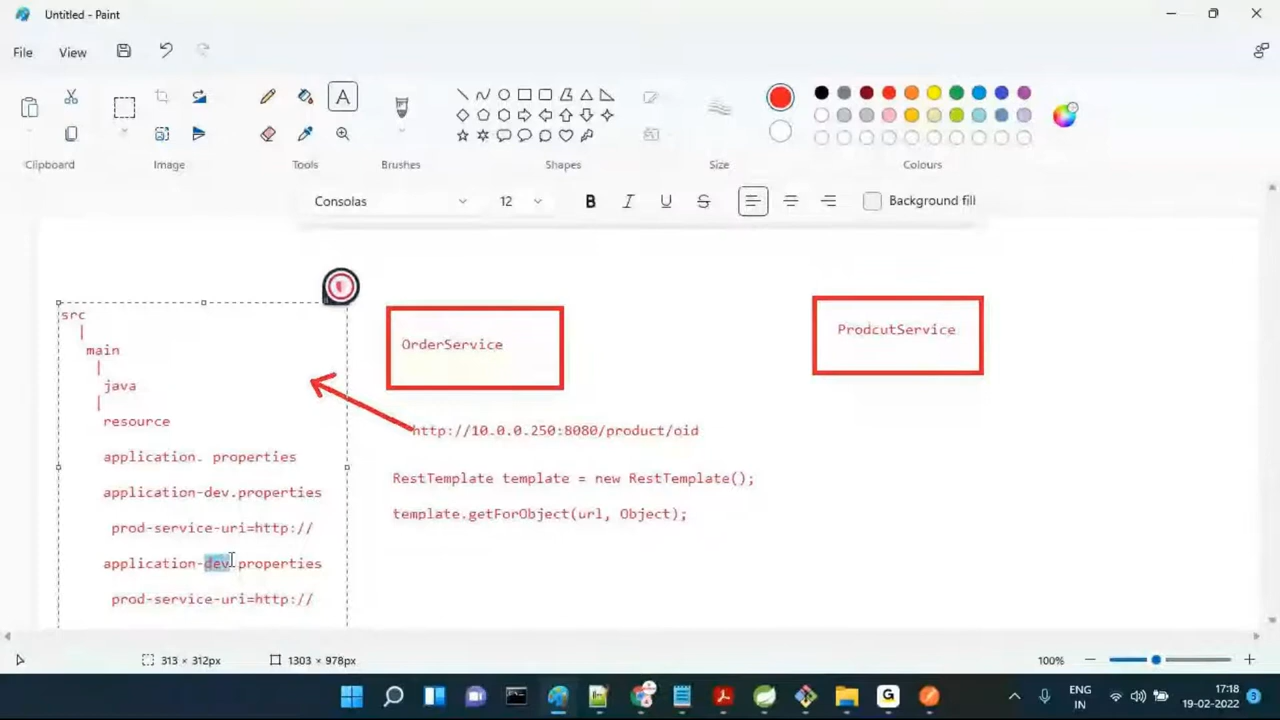 Untitled - Paint
File View
Clipboard Image Tools Brushes Shapes Size Colours
Consolas 12 B I U S Background fill
src
|
main
|
java
|
resource
application. properties
application-dev.properties
prod-service-uri=http://
application-dev.properties
prod-service-uri=http://
OrderService
ProdcutService
http://10.0.0.250:8080/product/oid
RestTemplate template = new RestTemplate();
template.getForObject(url, Object);
313 × 312px 1303 × 978px 100%
ENG
IN
17:18
19-02-2022
3